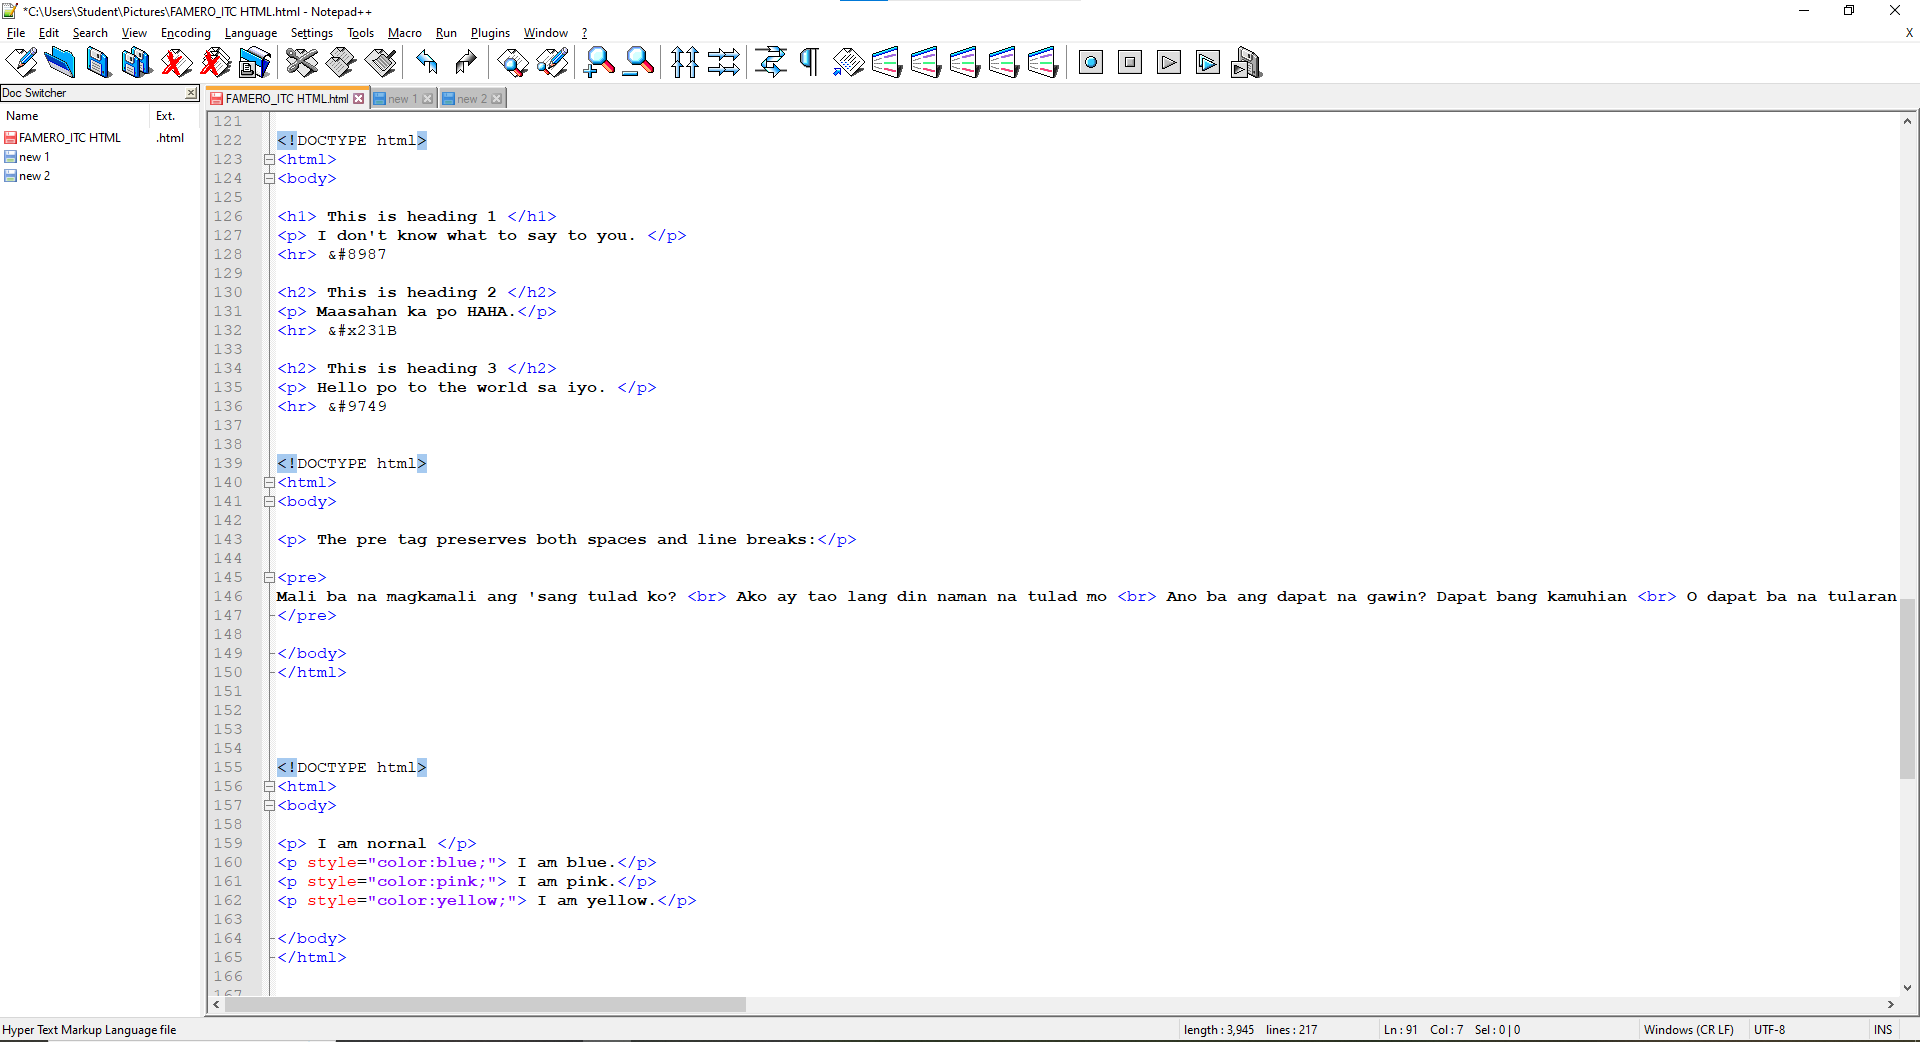 *C:\Users\Student\Pictures\FAMERO_ITC HTML.html - Notepad++
File Edit Search View Encoding Language Settings Tools Macro Run Plugins Window ? X
Doc Switcher
Name Ext.
FAMERO_ITC HTML .html
new 1
new 2
FAMERO_ITC HTML.html new 1 new 2
121
122 <!DOCTYPE html>
123 <html>
124 <body>
125
126 <h1> This is heading 1 </h1>
127 <p> I don't know what to say to you. </p>
128 <hr> &#8987
129
130 <h2> This is heading 2 </h2>
131 <p> Maasahan ka po HAHA.</p>
132 <hr> &#x231B
133
134 <h2> This is heading 3 </h2>
135 <p> Hello po to the world sa iyo. </p>
136 <hr> &#9749
137
138
139 <!DOCTYPE html>
140 <html>
141 <body>
142
143 <p> The pre tag preserves both spaces and line breaks:</p>
144
145 <pre>
146 Mali ba na magkamali ang 'sang tulad ko? <br> Ako ay tao lang din naman na tulad mo <br> Ano ba ang dapat na gawin? Dapat bang kamuhian <br> O dapat ba na tularan
147 </pre>
148
149 </body>
150 </html>
151
152
153
154
155 <!DOCTYPE html>
156 <html>
157 <body>
158
159 <p> I am nornal </p>
160 <p style="color:blue;"> I am blue.</p>
161 <p style="color:pink;"> I am pink.</p>
162 <p style="color:yellow;"> I am yellow.</p>
163
164 </body>
165 </html>
166
167
Hyper Text Markup Language file length : 3,945 lines : 217 Ln : 91 Col : 7 Sel : 0 | 0 Windows (CR LF) UTF-8 INS